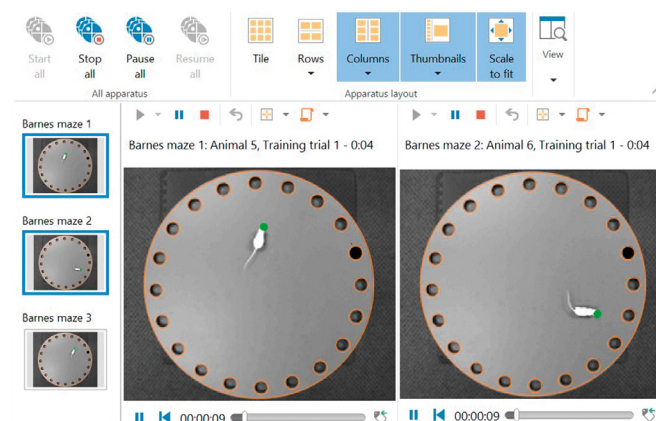 Start all
Stop all
Pause all
Resume all
Tile
Rows
Columns
Thumbnails
Scale to fit
View
All apparatus
Apparatus layout
Barnes maze 1
Barnes maze 2
Barnes maze 3
Barnes maze 1: Animal 5, Training trial 1 - 0:04
Barnes maze 2: Animal 6, Training trial 1 - 0:04
00:00:09
00:00:09